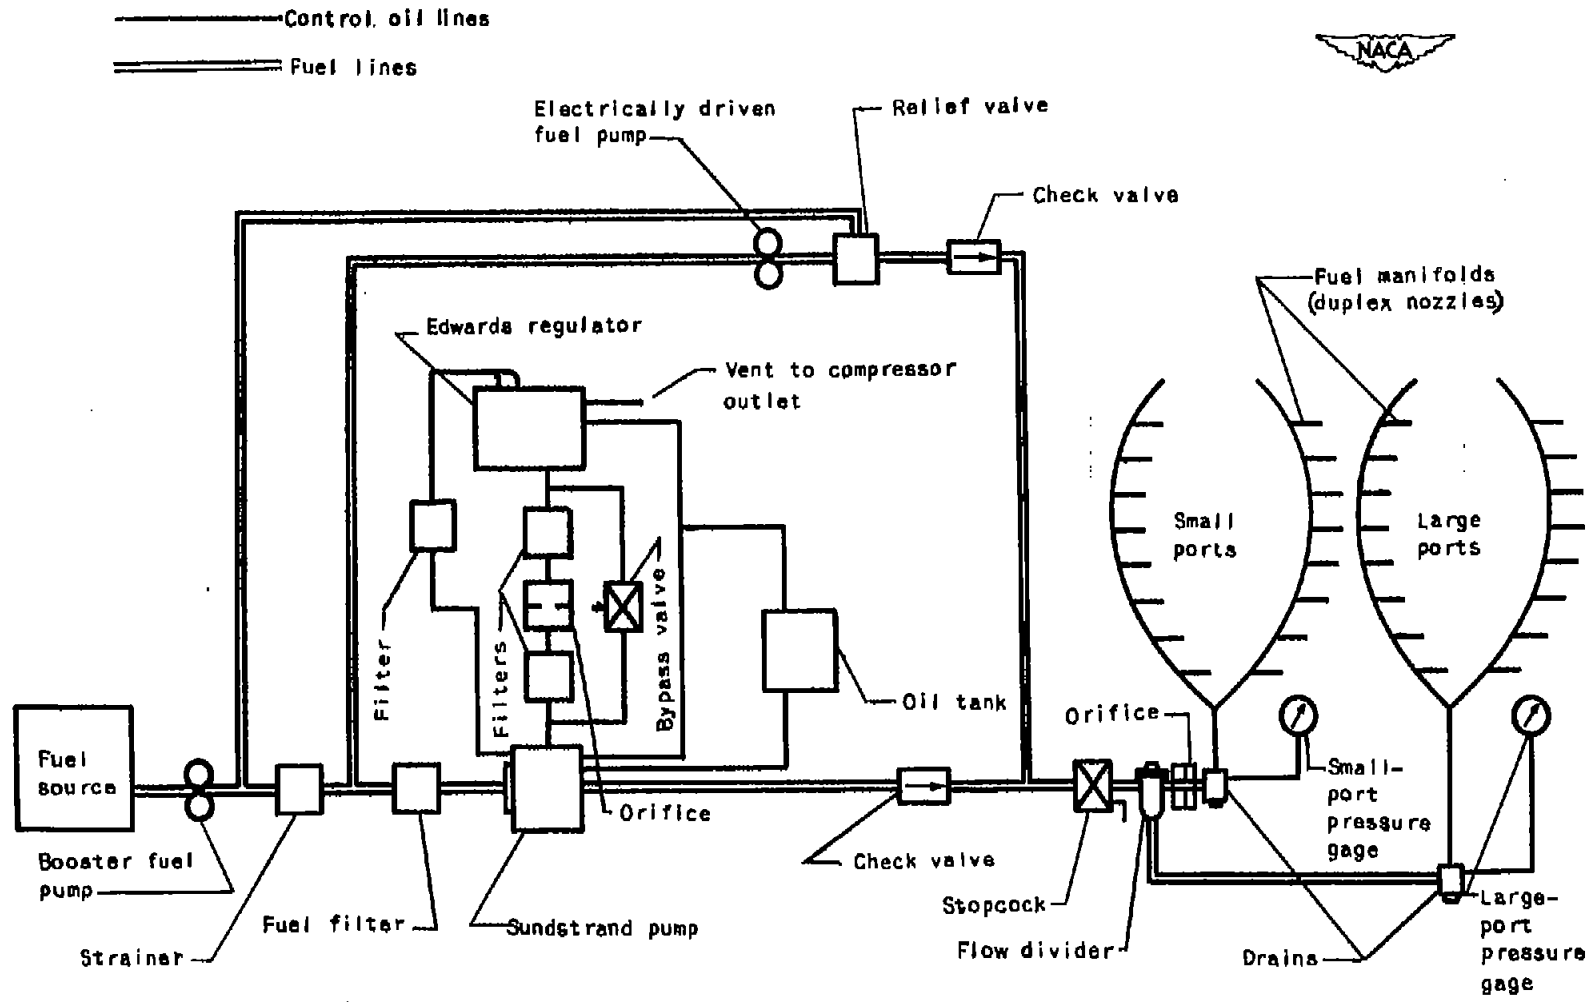 Control oil lines
Fuel lines
NACA
Electrically driven
fuel pump
Relief valve
Check valve
Fuel manifolds
(duplex nozzles)
Edwards regulator
Vent to compressor
outlet
Small
ports
Large
ports
Filter
Filters
Bypass valve
Oil tank
Orifice
Fuel
source
Orifice
Small-
port
pressure
gage
Booster fuel
pump
Check valve
Stopcock
Large-
port
pressure
gage
Fuel filter
Sundstrand pump
Strainer
Flow divider
Drains